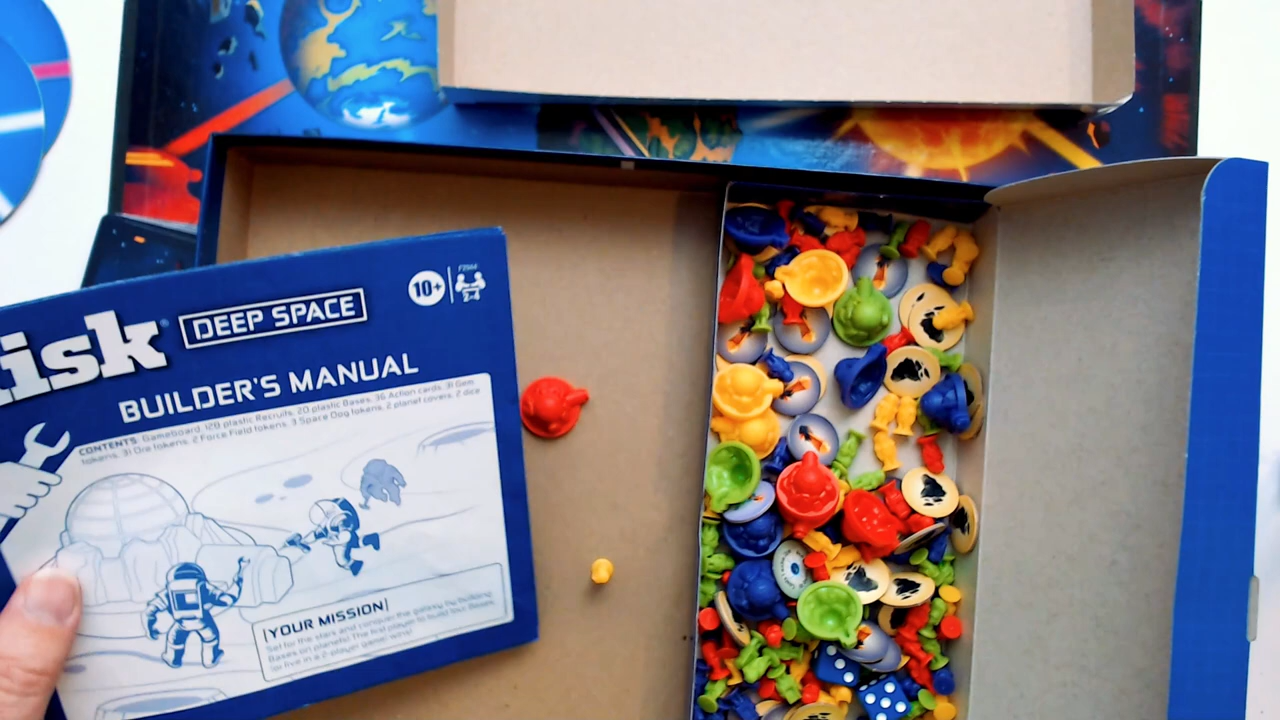 isk DEEP SPACE
10+
2-4
BUILDER'S MANUAL
CONTENTS: Gameboard, 128 plastic Recruits, 20 plastic Bases, 36 Action cards, 31 Gem
tokens, 31 Ore tokens, 2 Force Field tokens, 3 Space Dog tokens, 2 planet covers, 2 dice
YOUR MISSION
Set for the stars and conquer the galaxy by building
Bases on planets! The first player to build four Bases
(or five in a 2-player game) wins!